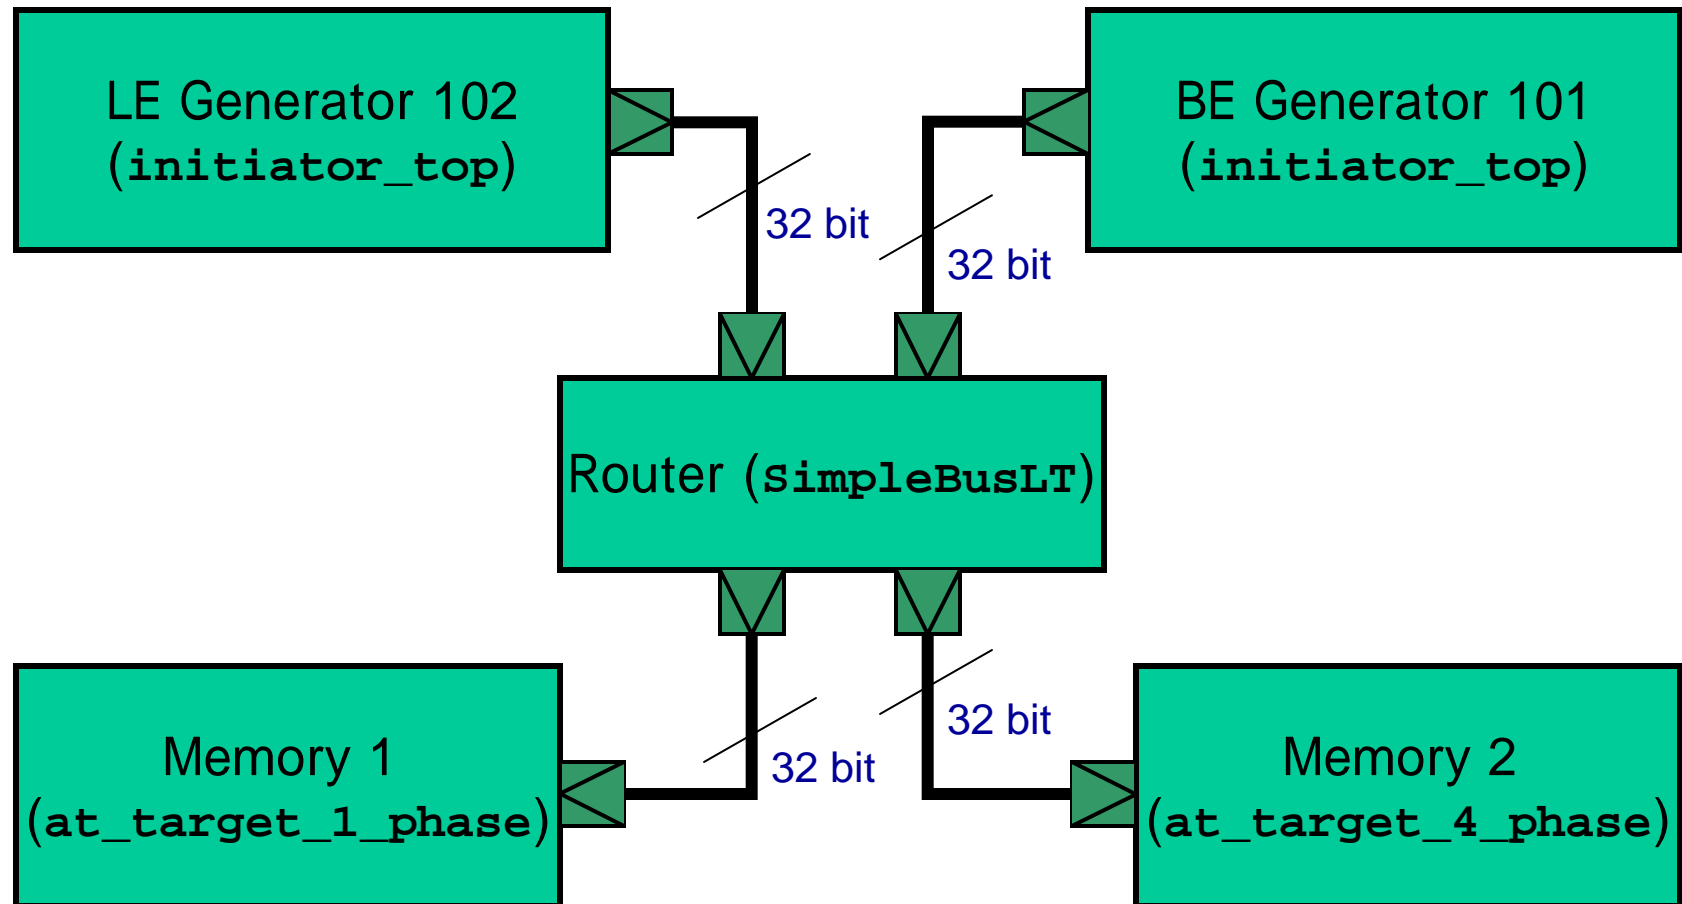 LE Generator 102
(initiator_top)
BE Generator 101
(initiator_top)
32 bit
32 bit
Router (SimpleBusLT)
32 bit
32 bit
Memory 1
(at_target_1_phase)
Memory 2
(at_target_4_phase)